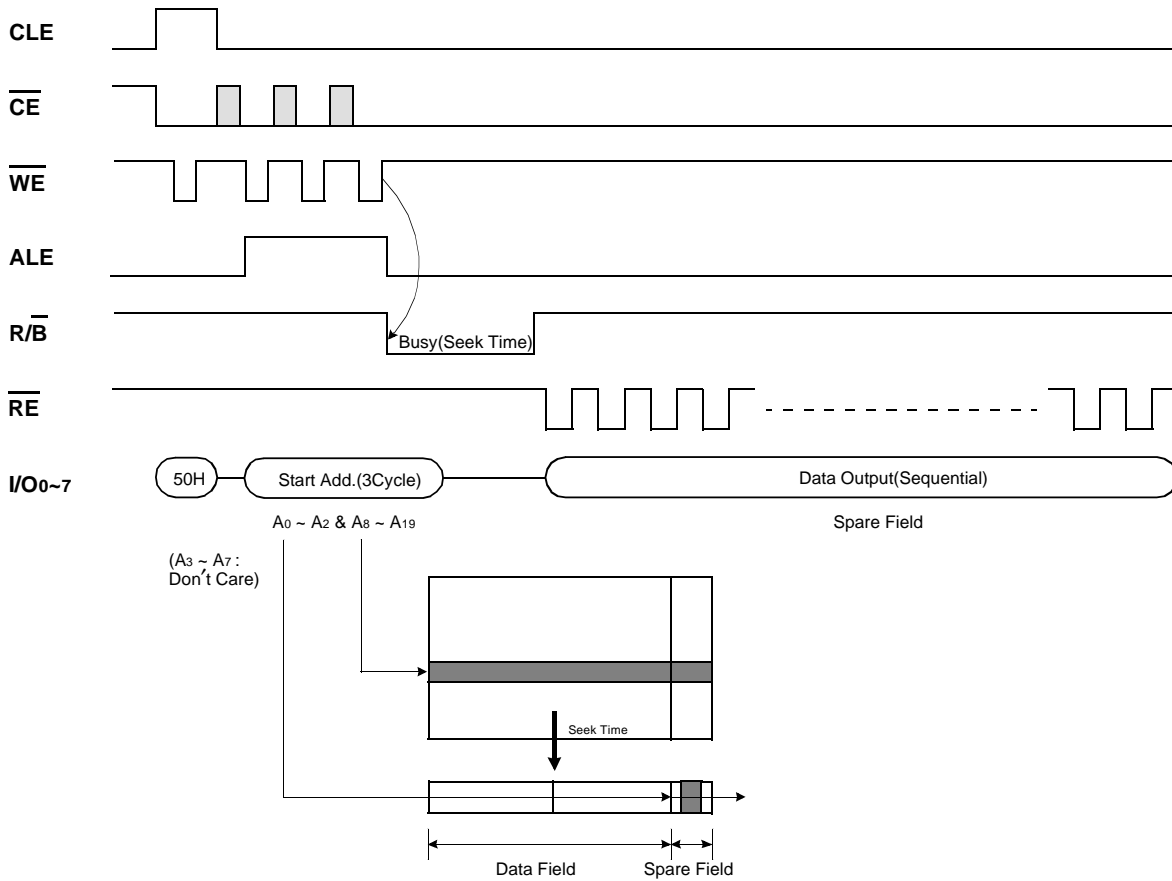 CLE
CE
WE
ALE
R/B
Busy(Seek Time)
RE
I/O0~7
50H
Start Add.(3Cycle)
Data Output(Sequential)
A0 ~ A2 & A8 ~ A19
Spare Field
(A3 ~ A7 :
Don′t Care)
Seek Time
Data Field
Spare Field